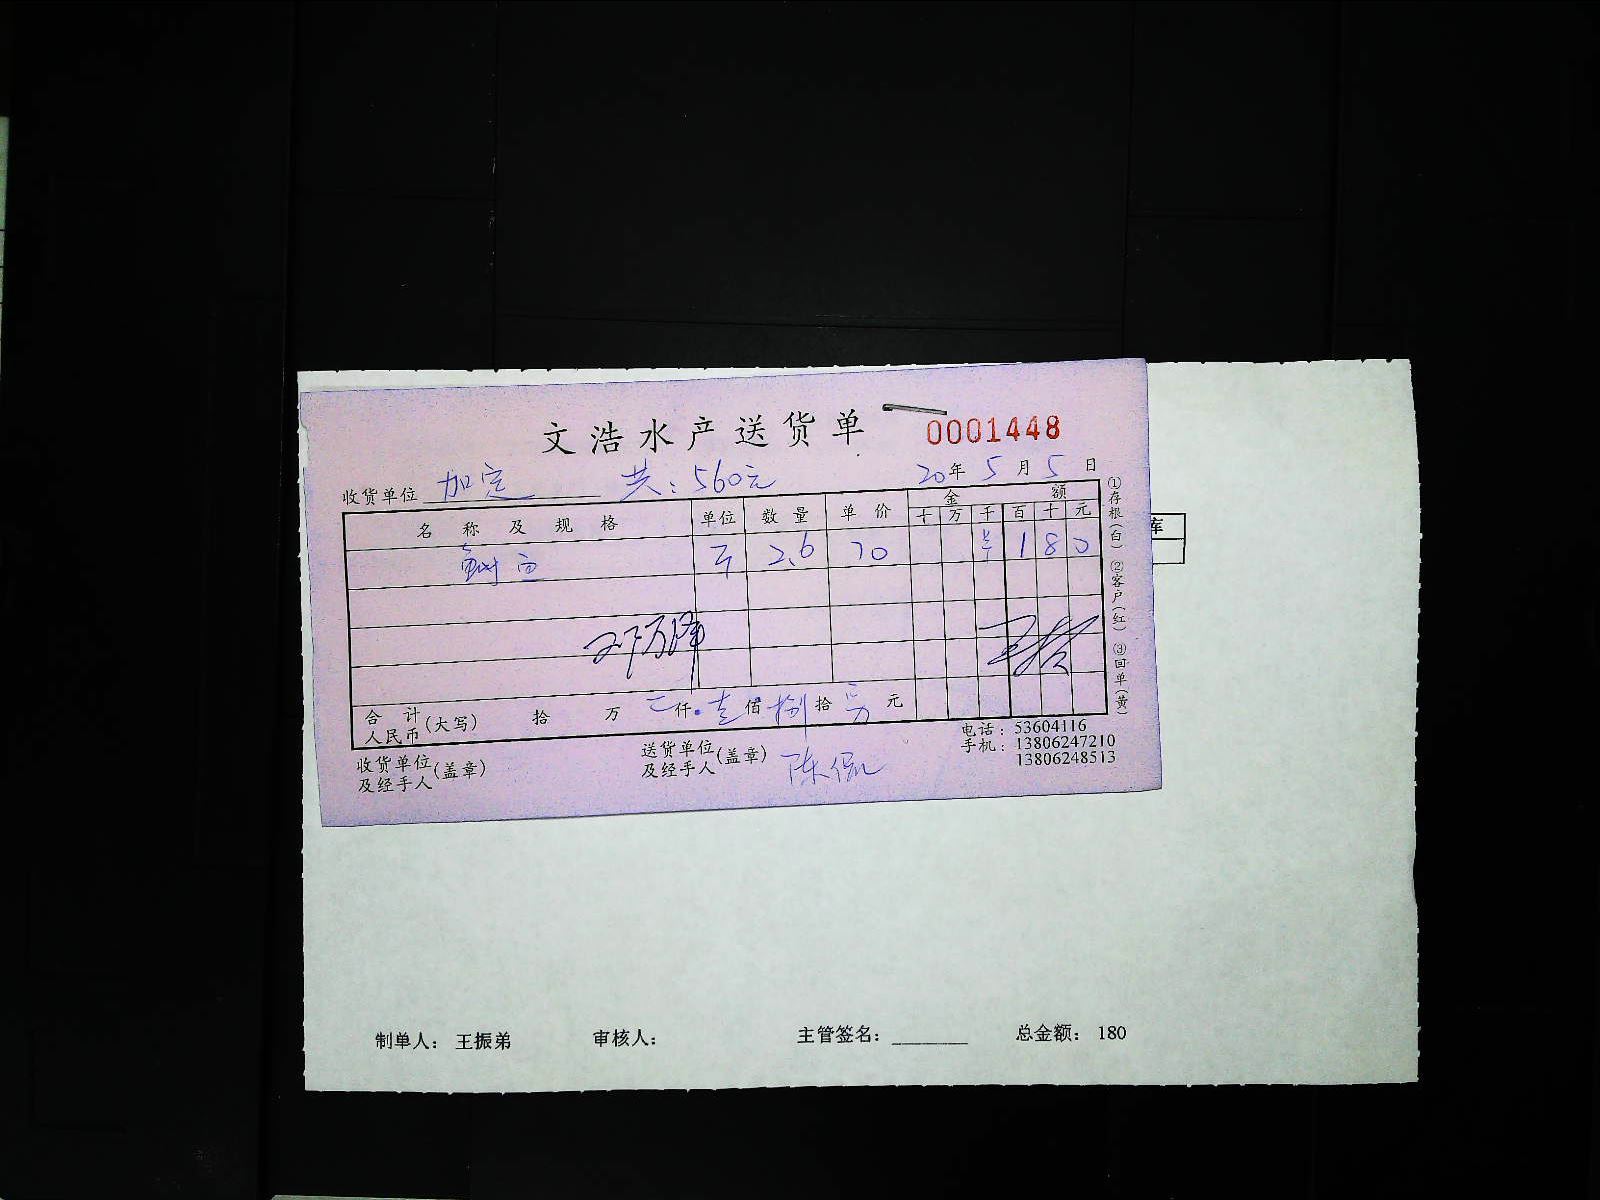 文浩水产送货单 0001448
收货单位 加定 共:560元 20年5月5日
名称及规格 单位 数量 单价 金额
十 万 千 百 十 元
斤 2.6 70 ¥ 1 8 0
合计 人民币(大写) 拾 万 仟 壹佰 捌拾 元
收货单位及经手人(盖章) 送货单位及经手人(盖章) 陈
电话:53604116
手机:13806247210
13806248513
①存根(白) ②客户(红) ③回单(黄)
库
制单人: 王振弟 审核人: 主管签名: 总金额: 180